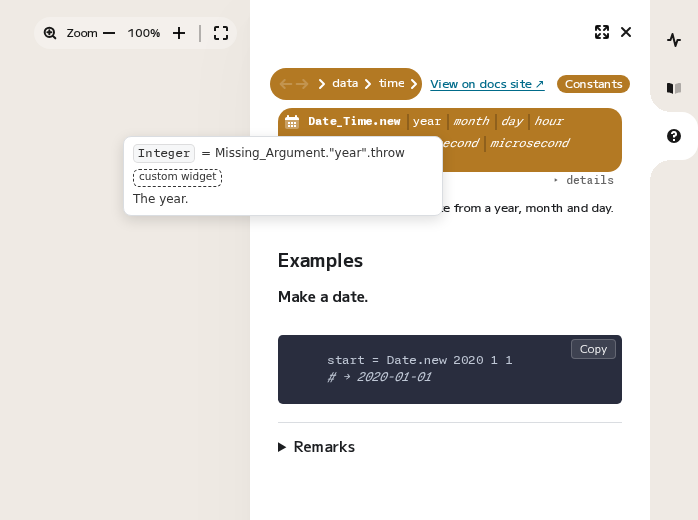 Zoom 100%
data time View on docs site ↗ Constants
Date_Time.new year month day hour
econd microsecond
Integer = Missing_Argument."year".throw
custom widget
The year.
details
e from a year, month and day.
Examples
Make a date.
Copy
start = Date.new 2020 1 1
# → 2020-01-01
Remarks